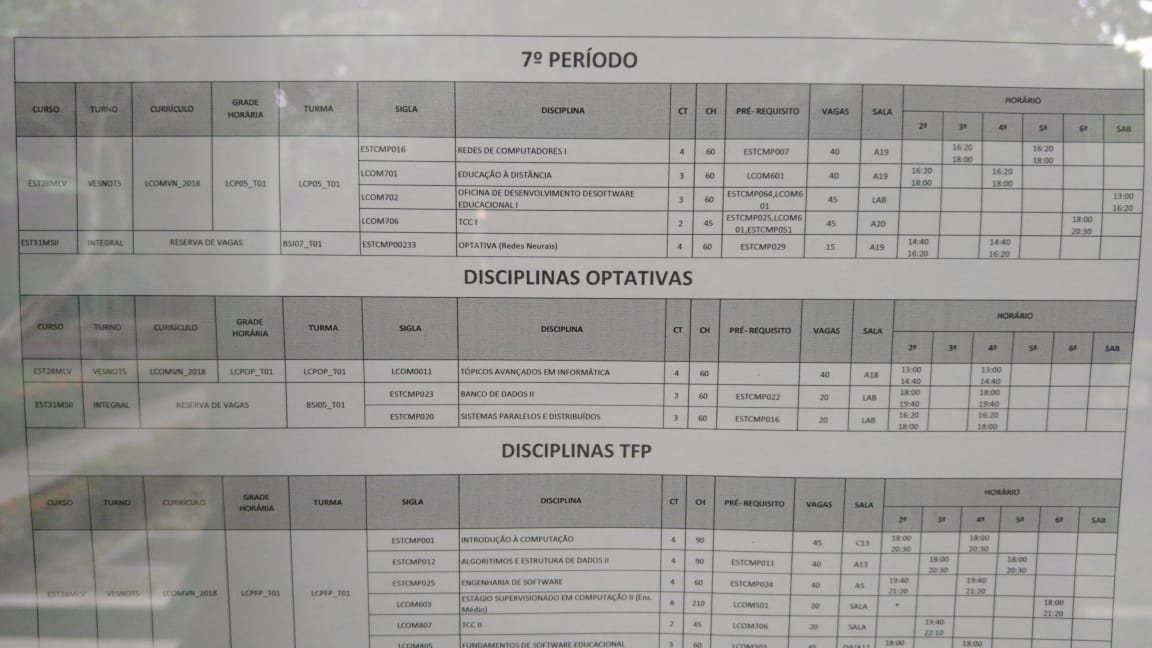 7º PERÍODO
CURSO TURNO CURRÍCULO GRADE HORÁRIA TURMA SIGLA DISCIPLINA CT CH PRÉ- REQUISITO VAGAS SALA HORÁRIO
2ª 3ª 4ª 5ª 6ª SAB
EST28MLV VESNOTS LCOMVN_2018 LCP05_T01 LCP05_T01
ESTCMP016 REDES DE COMPUTADORES I 4 60 ESTCMP007 40 A19 16:20 18:00 16:20 18:00
LCOM701 EDUCAÇÃO À DISTÂNCIA 3 60 LCOM601 40 A19 16:20 18:00 16:20 18:00
LCOM702 OFICINA DE DESENVOLVIMENTO DESOFTWARE EDUCACIONAL I 3 60 ESTCMP064,LCOM6 01 45 LAB 13:00 16:20
LCOM706 TCC I 2 45 ESTCMP025,LCOM6 01,ESTCMP051 45 A20 18:00 20:30
EST31MSII INTEGRAL RESERVA DE VAGAS BSI07_T01 ESTCMP00233 OPTATIVA (Redes Neurais) 4 60 ESTCMP029 15 A19 14:40 16:20 14:40 16:20
DISCIPLINAS OPTATIVAS
CURSO TURNO CURRÍCULO GRADE HORÁRIA TURMA SIGLA DISCIPLINA CT CH PRÉ- REQUISITO VAGAS SALA HORÁRIO
2ª 3ª 4ª 5ª 6ª SAB
EST28MLV VESNOTS LCOMVN_2018 LCPOP_T01 LCPOP_T01 LCOM0011 TÓPICOS AVANÇADOS EM INFORMÁTICA 4 60 - 40 A18 13:00 14:40 13:00 14:40
EST31MSII INTEGRAL RESERVA DE VAGAS BSI05_T01
ESTCMP023 BANCO DE DADOS II 3 60 ESTCMP022 20 LAB 18:00 19:40 18:00 19:40
ESTCMP020 SISTEMAS PARALELOS E DISTRIBUÍDOS 3 60 ESTCMP016 20 LAB 16:20 18:00 16:20 18:00
DISCIPLINAS TFP
CURSO TURNO CURRÍCULO GRADE HORÁRIA TURMA SIGLA DISCIPLINA CT CH PRÉ- REQUISITO VAGAS SALA HORÁRIO
2ª 3ª 4ª 5ª 6ª SAB
EST28MLV VESNOTS LCOMVN_2018 LCPFP_T01 LCPFP_T01
ESTCMP001 INTRODUÇÃO À COMPUTAÇÃO 4 90 - 45 C13 18:00 20:30 18:00 20:30
ESTCMP012 ALGORITIMOS E ESTRUTURA DE DADOS II 4 90 ESTCMP011 40 A13 18:00 20:30 18:00 20:30
ESTCMP025 ENGENHARIA DE SOFTWARE 4 60 ESTCMP024 40 A5 19:40 21:20 19:40 21:20
LCOM603 ESTÁGIO SUPERVISIONADO EM COMPUTAÇÃO II (Ens. Médio) 8 210 LCOM501 20 SALA * 18:00 21:20
LCOM807 TCC II 2 45 LCOM706 20 SALA 19:40 22:10
LCOM405 FUNDAMENTOS DE SOFTWARE EDUCACIONAL 3 60 18:00 18:00